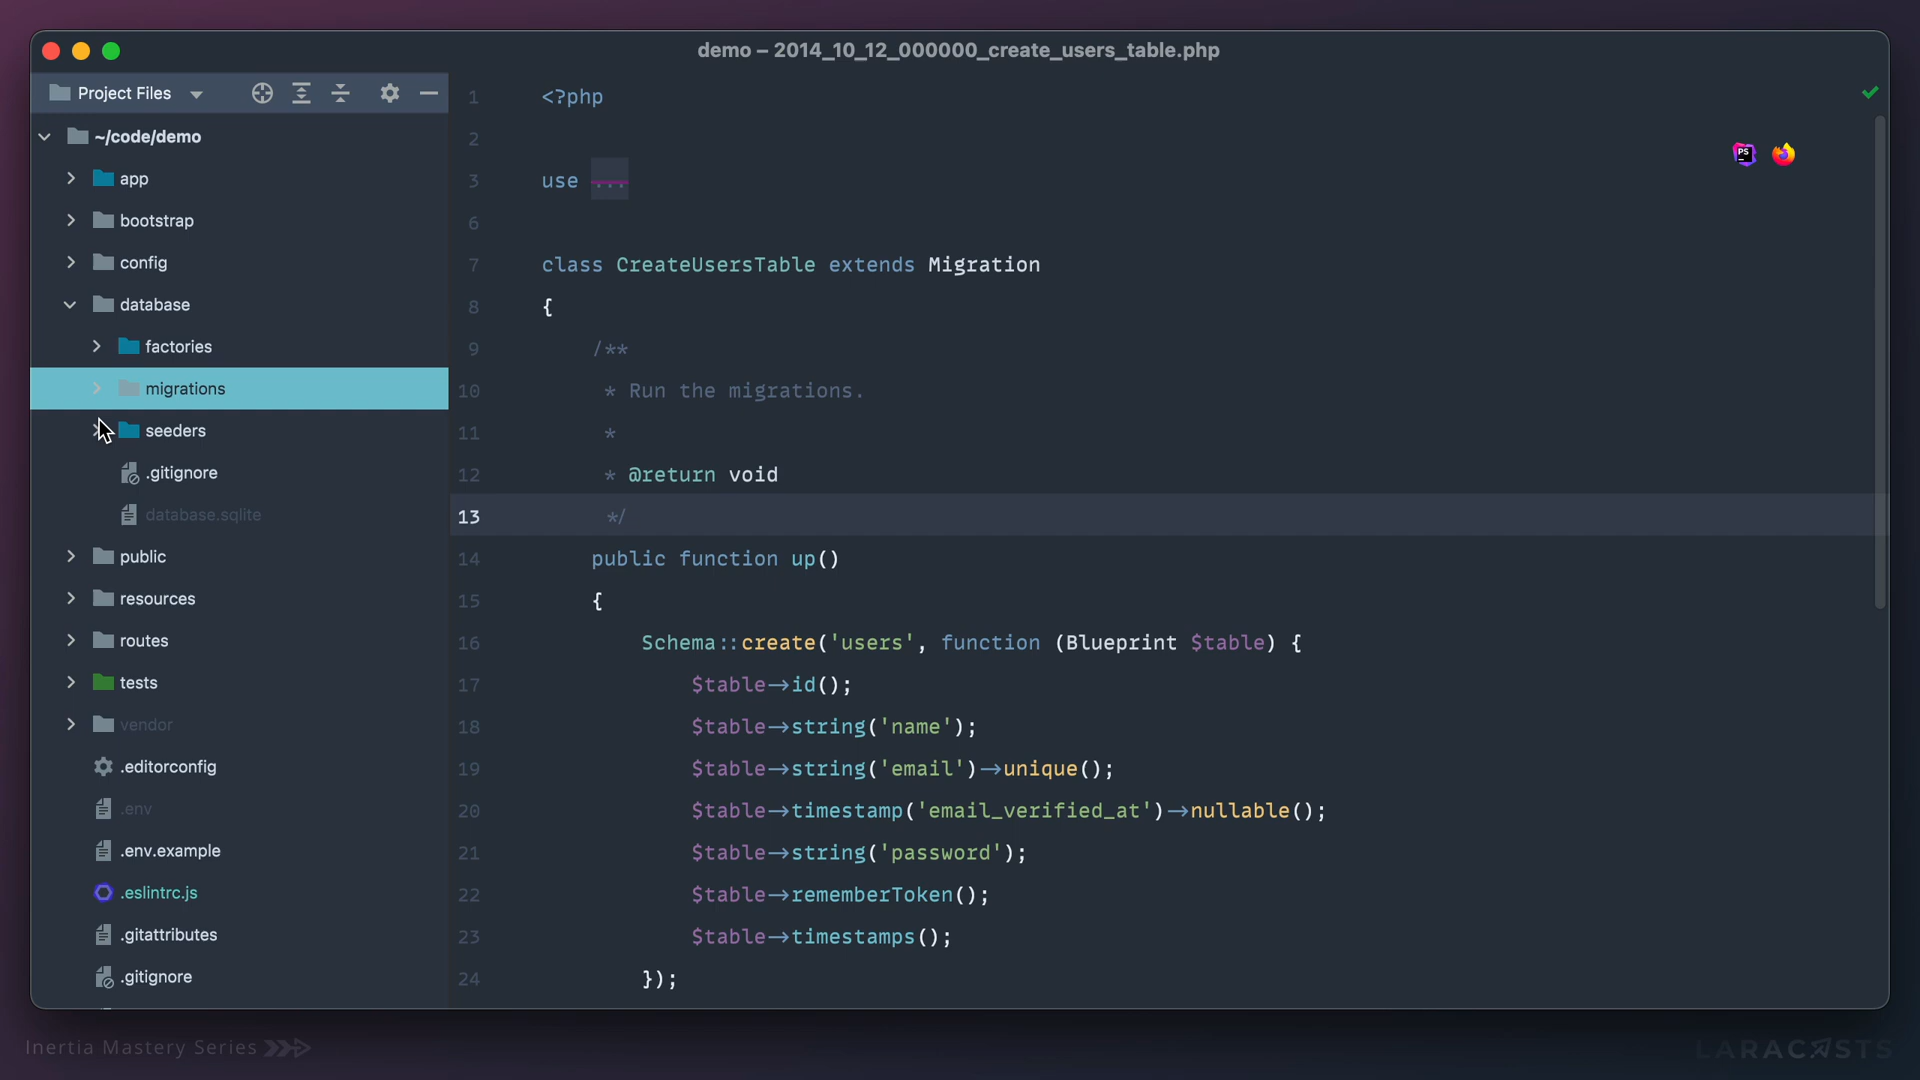 demo – 2014_10_12_000000_create_users_table.php
Project Files
~/code/demo
app
bootstrap
config
database
factories
migrations
seeders
.gitignore
database.sqlite
public
resources
routes
tests
vendor
.editorconfig
.env
.env.example
.eslintrc.js
.gitattributes
.gitignore
1 <?php
2
3 use ...
6
7 class CreateUsersTable extends Migration
8 {
9 /**
10 * Run the migrations.
11 *
12 * @return void
13 */
14 public function up()
15 {
16 Schema::create('users', function (Blueprint $table) {
17 $table->id();
18 $table->string('name');
19 $table->string('email')->unique();
20 $table->timestamp('email_verified_at')->nullable();
21 $table->string('password');
22 $table->rememberToken();
23 $table->timestamps();
24 });
PS
Inertia Mastery Series
LARACASTS